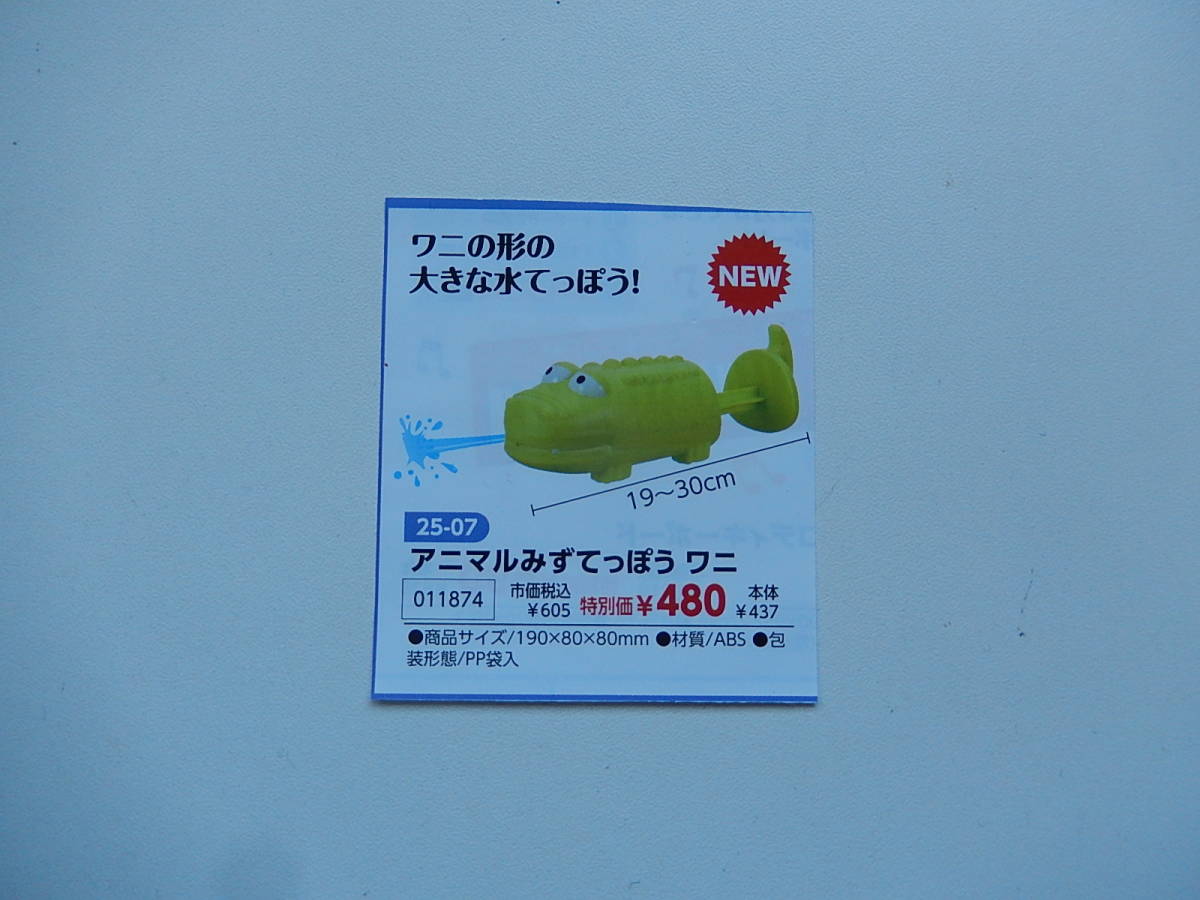 ワニの形の
大きな水てっぽう!
NEW
19〜30cm
25-07
アニマルみずてっぽう ワニ
011874
市価税込
¥605
特別価¥480
本体
¥437
●商品サイズ/190×80×80mm ●材質/ABS ●包
装形態/PP袋入